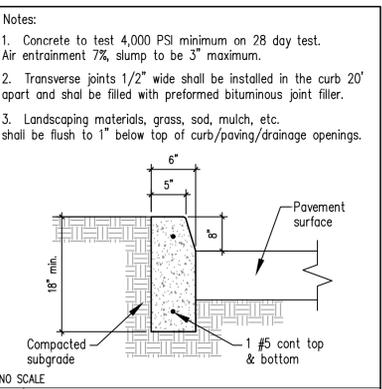 Notes:
1. Concrete to test 4,000 PSI minimum on 28 day test.
Air entrainment 7%, slump to be 3" maximum.
2. Transverse joints 1/2" wide shall be installed in the curb 20'
apart and shal be filled with preformed bituminous joint filler.
3. Landscaping materials, grass, sod, mulch, etc.
shall be flush to 1" below top of curb/paving/drainage openings.
6"
5"
8"
18" min.
Pavement
surface
Compacted
subgrade
1 #5 cont top
& bottom
NO SCALE